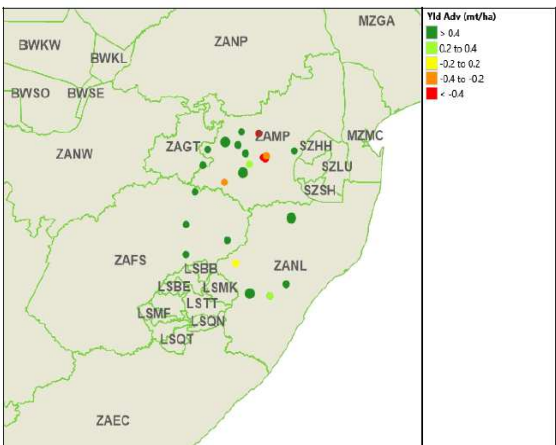 MZGA
ZANP
BWKW
BWKL
BWSO BWSE
ZANW
ZAGT
ZAMP
MZMC
SZHH
SZLU
SZSH
ZAFS
ZANL
LSBB
LSBE LSMK
LSTT
LSMF
LSQN
LSQT
ZAEC
Yld Adv (mt/ha)
> 0.4
0.2 to 0.4
-0.2 to 0.2
-0.4 to -0.2
< -0.4